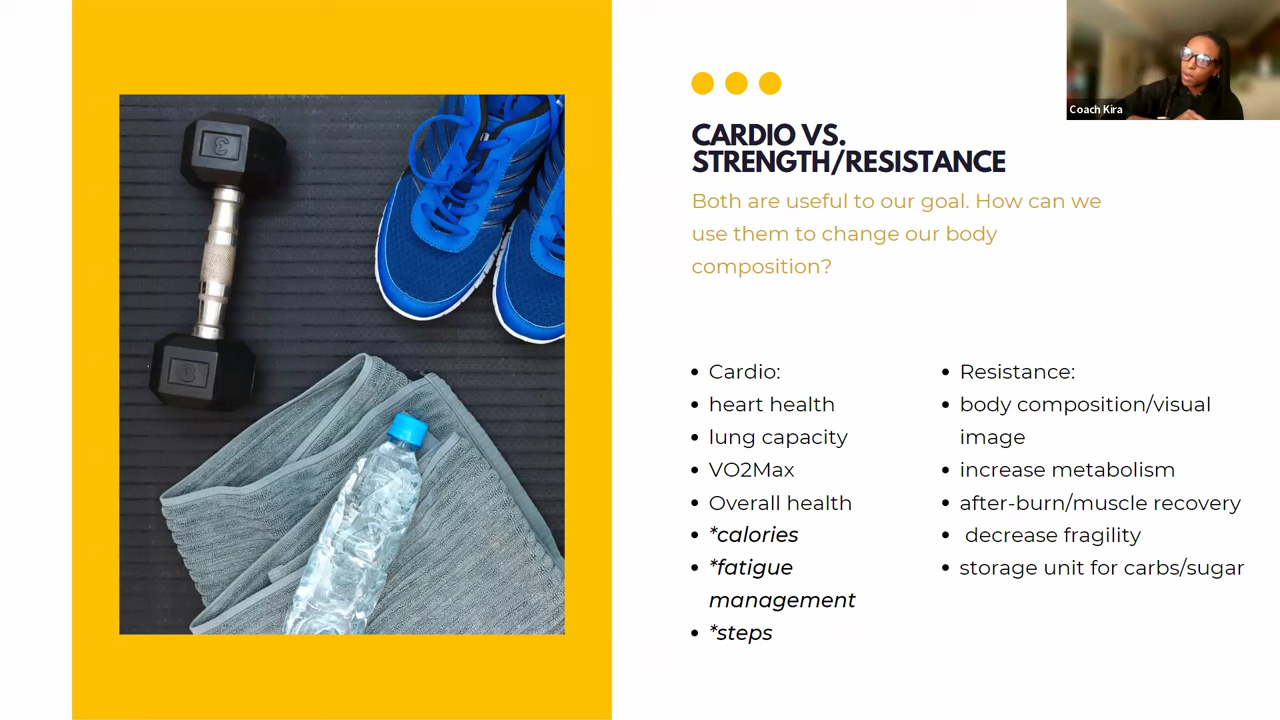 Coach Kira
CARDIO VS.
STRENGTH/RESISTANCE
Both are useful to our goal. How can we
use them to change our body
composition?
Cardio:
heart health
lung capacity
VO2Max
Overall health
*calories
*fatigue
management
*steps
Resistance:
body composition/visual
image
increase metabolism
after-burn/muscle recovery
decrease fragility
storage unit for carbs/sugar
3
3